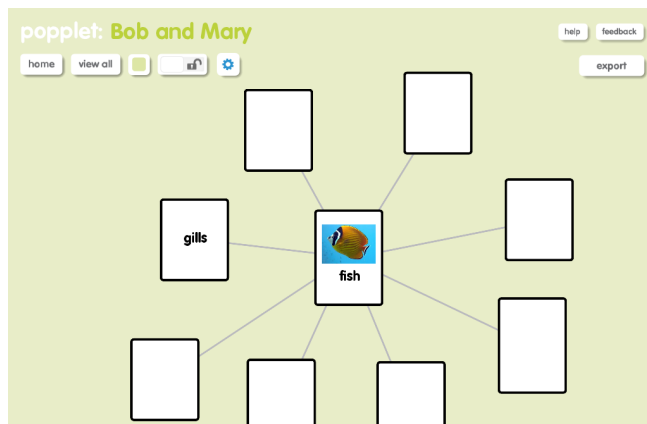 popplet: Bob and Mary
help
feedback
home
view all
export
gills
fish